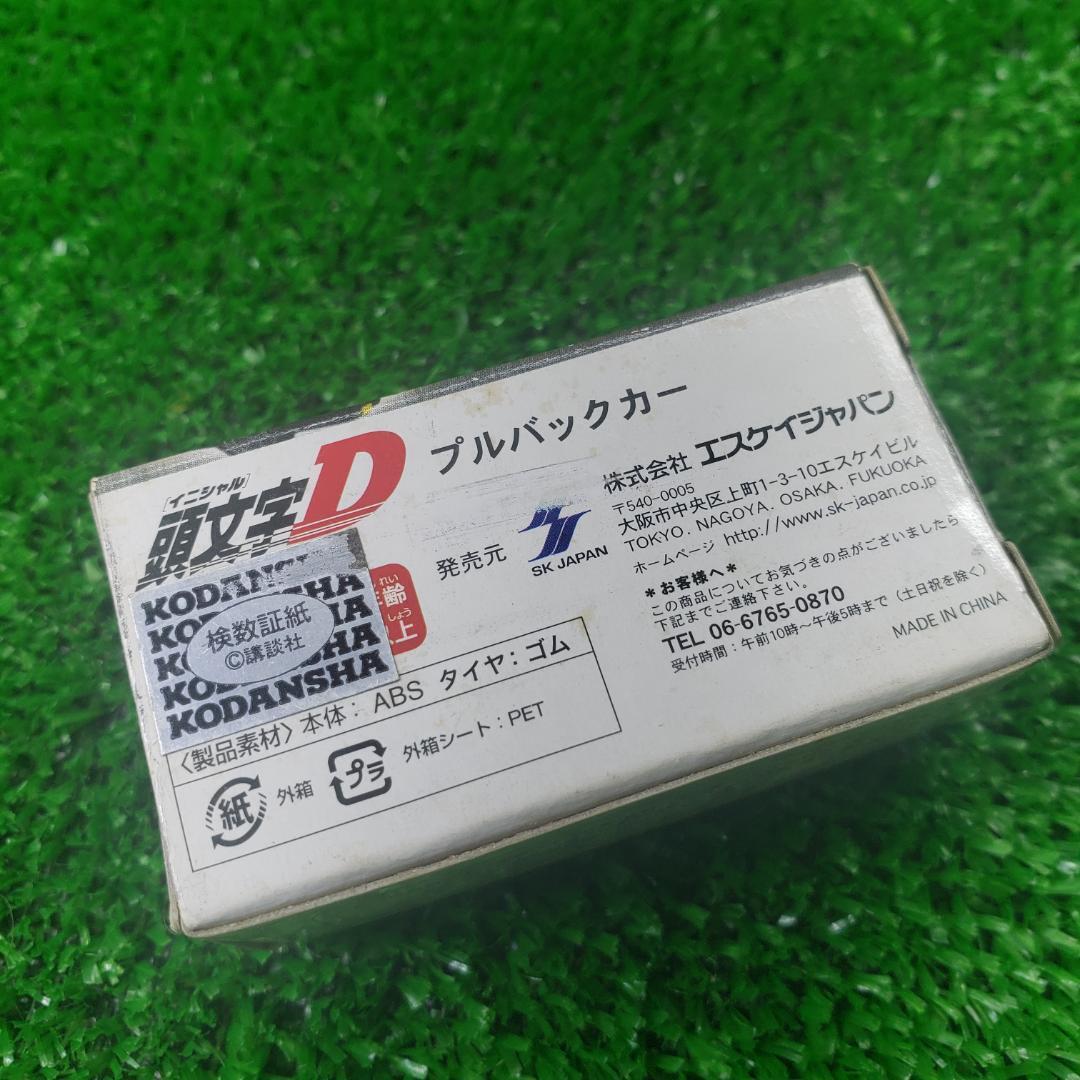 [イニシャル]
頭文字D プルバックカー
KODANSHA
検数証紙
©講談社
KODANSHA
れい
齢
しょう
上
発売元
SK JAPAN
株式会社 エスケイジャパン
〒540-0005
大阪市中央区上町1-3-10エスケイビル
TOKYO. NAGOYA. OSAKA. FUKUOKA
ホームページ http://www.sk-japan.co.jp
*お客様へ*
この商品についてお気づきの点がございましたら
下記までご連絡下さい。
TEL 06-6765-0870
受付時間:午前10時~午後5時まで(土日祝を除く)
MADE IN CHINA
〈製品素材〉本体:ABS タイヤ:ゴム
紙 外箱 プラ 外箱シート:PET